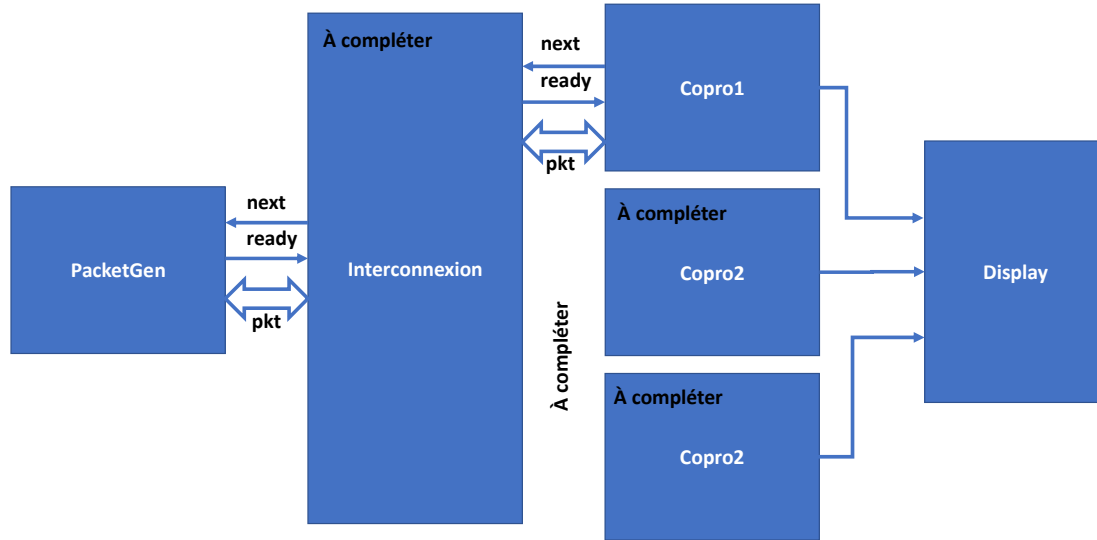 À compléter
next
ready
pkt
Copro1
PacketGen
next
ready
pkt
Interconnexion
À compléter
Copro2
À compléter
À compléter
Copro2
Display